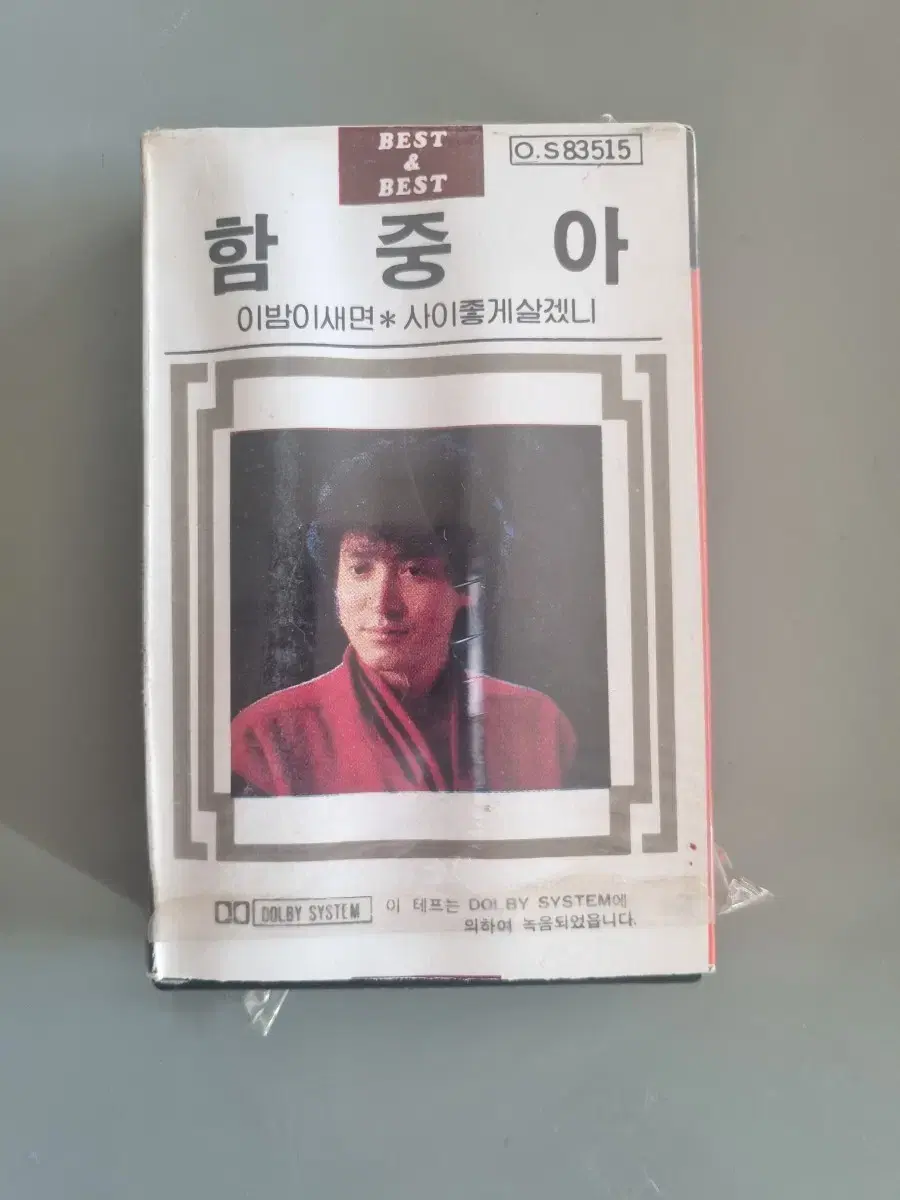 BEST
&
BEST
O.S83515
함 중 아
이밤이새면*사이좋게살겠니
DOLBY SYSTEM 이 테프는 DOLBY SYSTEM에
의하여 녹음되었읍니다.